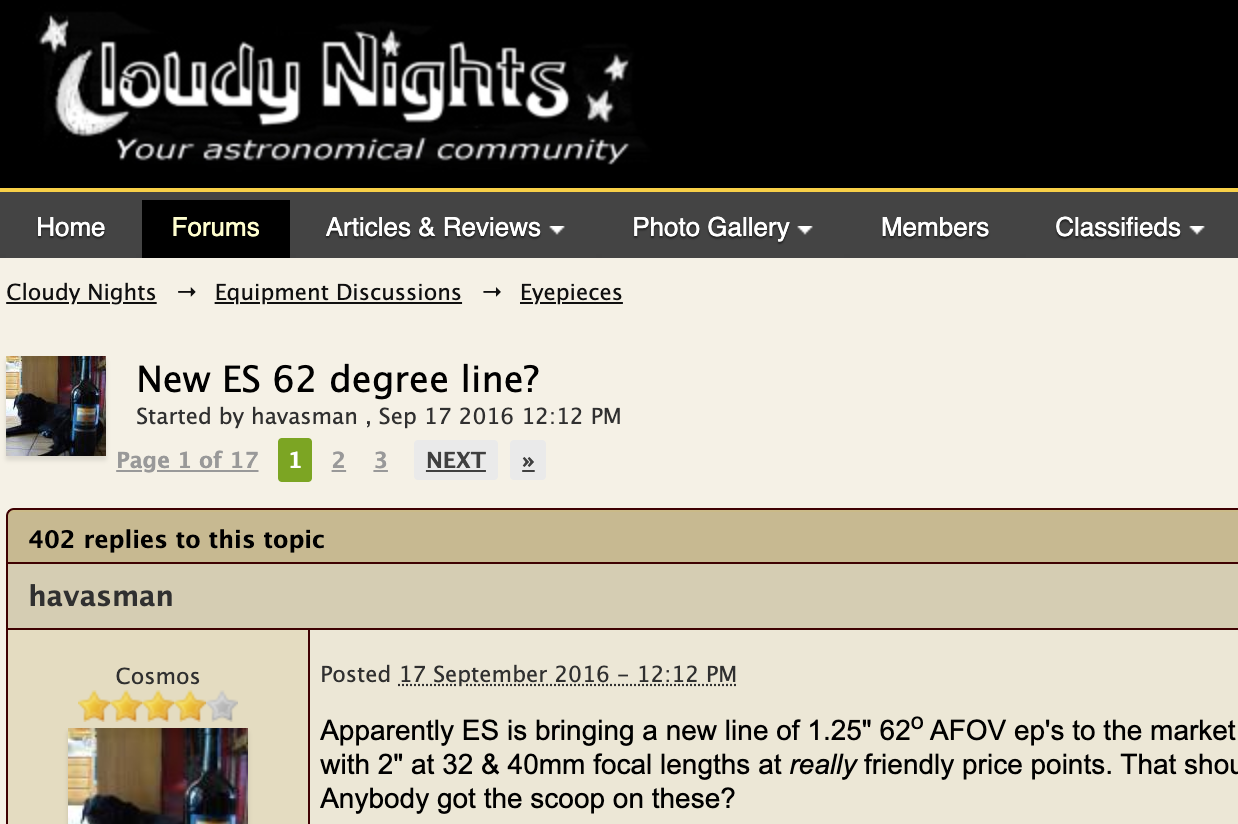 Cloudy Nights
Your astronomical community
Home Forums Articles & Reviews Photo Gallery Members Classifieds
Cloudy Nights → Equipment Discussions → Eyepieces
New ES 62 degree line?
Started by havasman , Sep 17 2016 12:12 PM
Page 1 of 17 1 2 3 NEXT »
402 replies to this topic
havasman
Cosmos
Posted 17 September 2016 - 12:12 PM
Apparently ES is bringing a new line of 1.25" 62º AFOV ep's to the market
with 2" at 32 & 40mm focal lengths at really friendly price points. That
Anybody got the scoop on these?